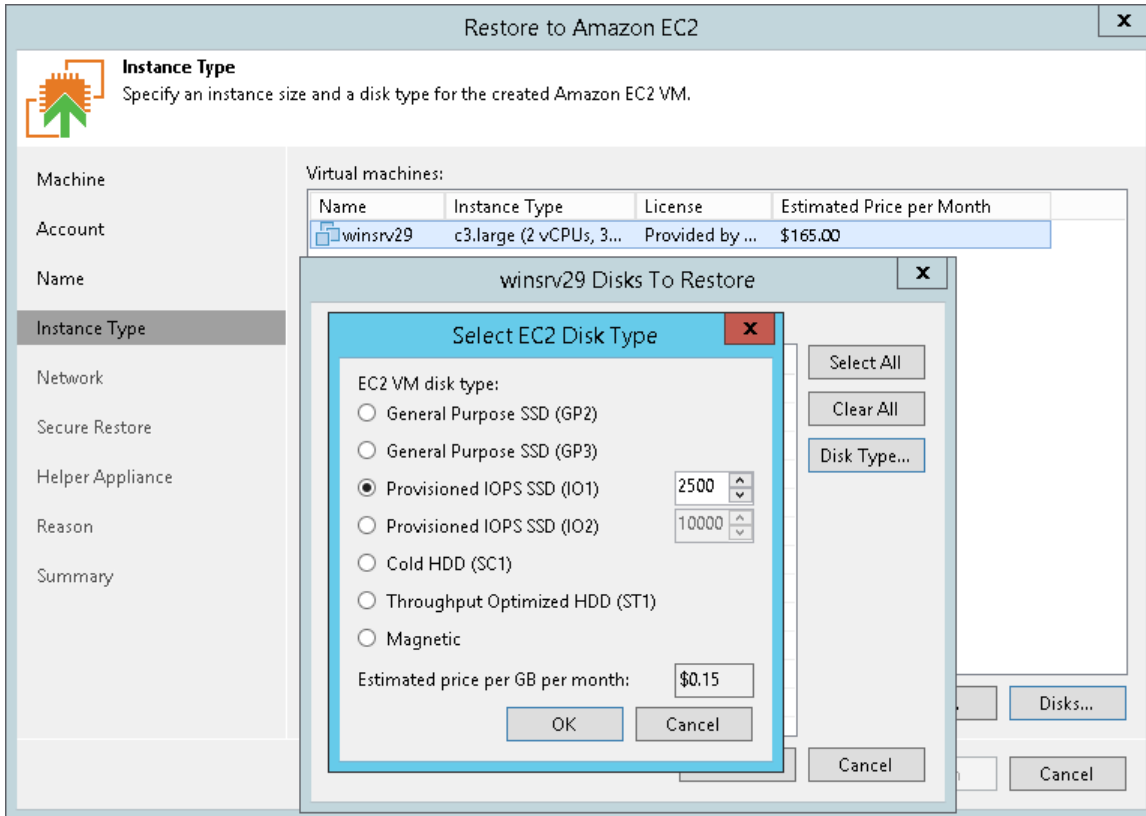 Restore to Amazon EC2
x
Instance Type
Specify an instance size and a disk type for the created Amazon EC2 VM.
Machine
Account
Name
Instance Type
Network
Secure Restore
Helper Appliance
Reason
Summary
Virtual machines:
Name Instance Type License Estimated Price per Month
winsrv29 c3.large (2 vCPUs, 3... Provided by ... $165.00
winsrv29 Disks To Restore
x
Select EC2 Disk Type
x
EC2 VM disk type:
General Purpose SSD (GP2)
General Purpose SSD (GP3)
Provisioned IOPS SSD (IO1) 2500
Provisioned IOPS SSD (IO2) 10000
Cold HDD (SC1)
Throughput Optimized HDD (ST1)
Magnetic
Estimated price per GB per month: $0.15
OK Cancel
Select All
Clear All
Disk Type...
Cancel
Disks...
Cancel